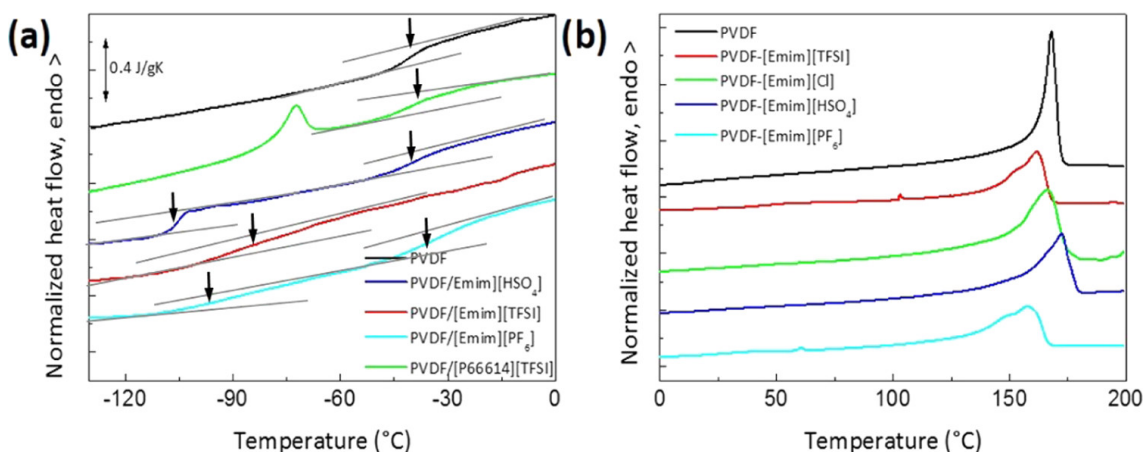 (a)
Normalized heat flow, endo >
0.4 J/gK
PVDF
PVDF/Emim][HSO₄]
PVDF/[Emim][TFSI]
PVDF/[Emim][PF₆]
PVDF/[P66614][TFSI]
-120 -90 -60 -30 0
Temperature (°C)
(b)
Normalized heat flow, endo >
PVDF
PVDF-[Emim][TFSI]
PVDF-[Emim][Cl]
PVDF-[Emim][HSO₄]
PVDF-[Emim][PF₆]
0 50 100 150 200
Temperature (°C)